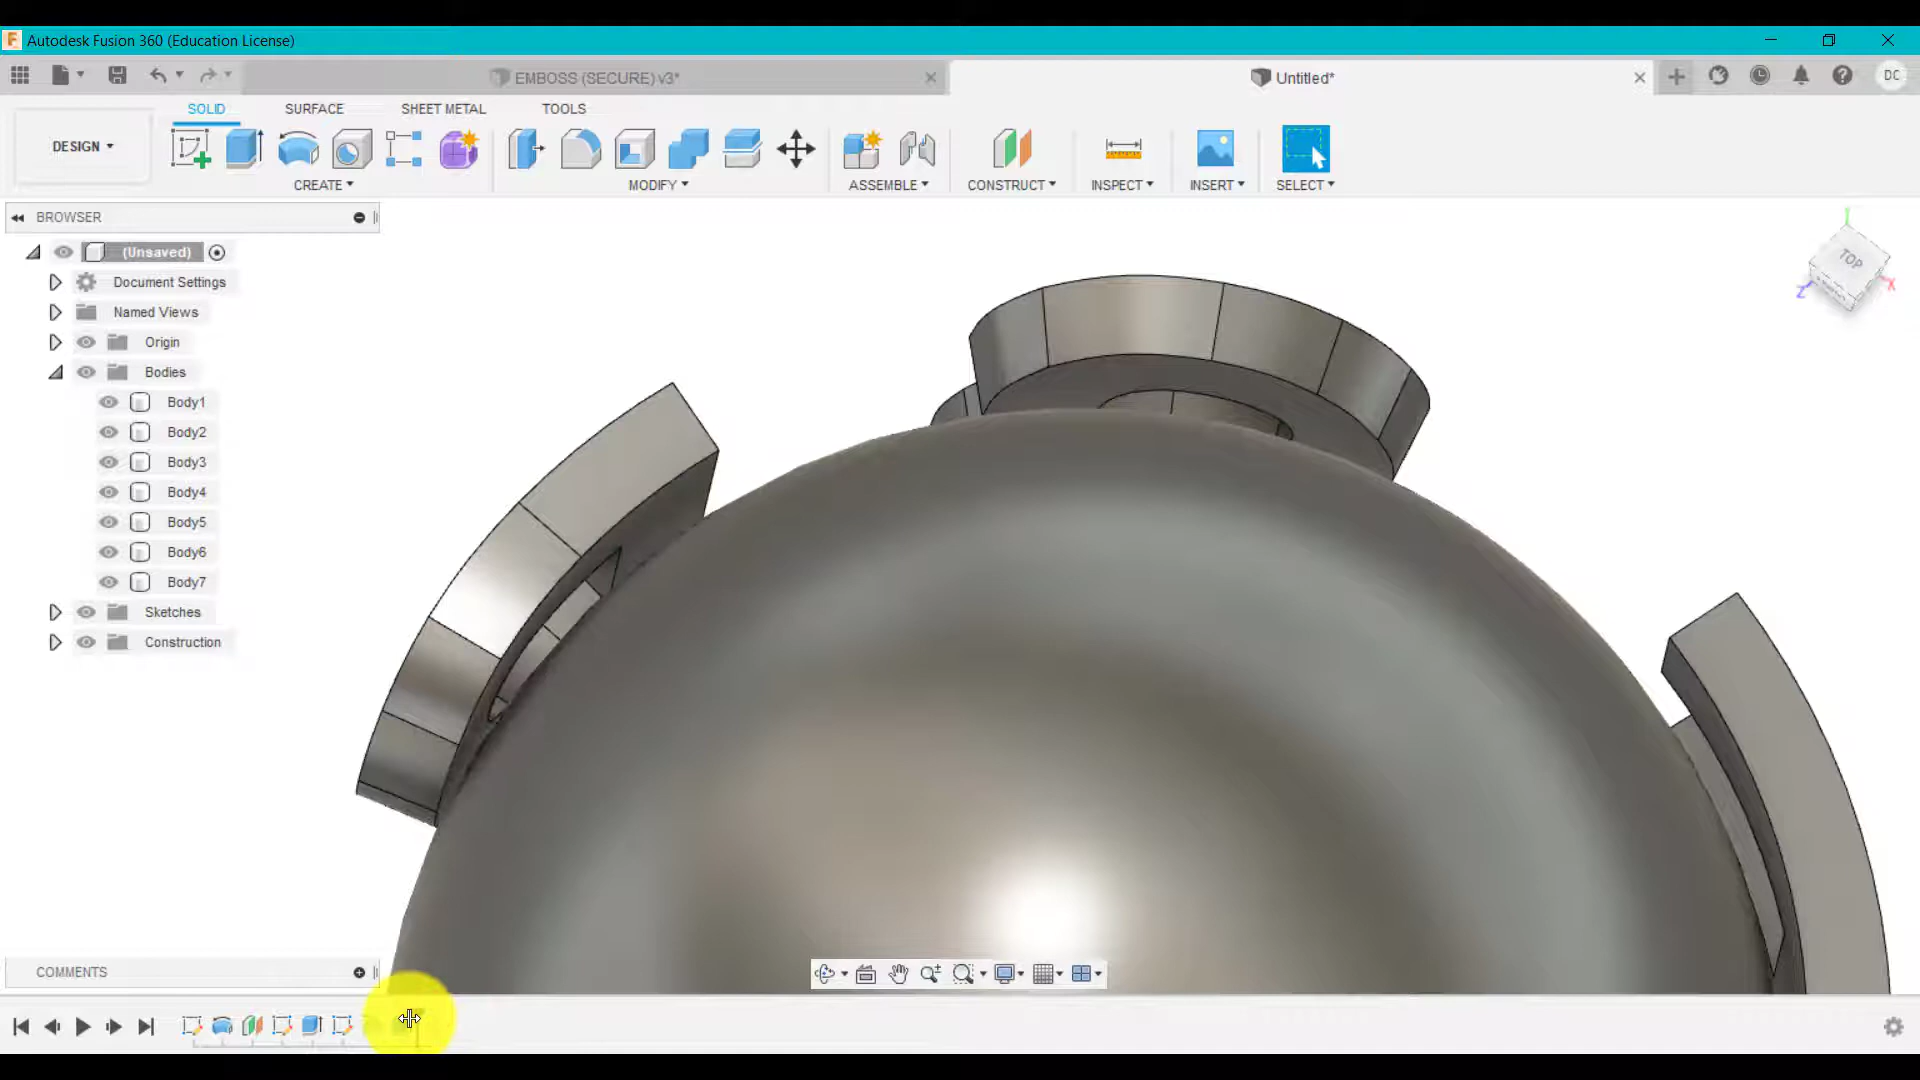 Autodesk Fusion 360 (Education License)
EMBOSS (SECURE) v3*
Untitled*
DC
DESIGN
SOLID
SURFACE
SHEET METAL
TOOLS
CREATE
MODIFY
ASSEMBLE
CONSTRUCT
INSPECT
INSERT
SELECT
BROWSER
(Unsaved)
Document Settings
Named Views
Origin
Bodies
Body1
Body2
Body3
Body4
Body5
Body6
Body7
Sketches
Construction
TOP
Z
X
COMMENTS